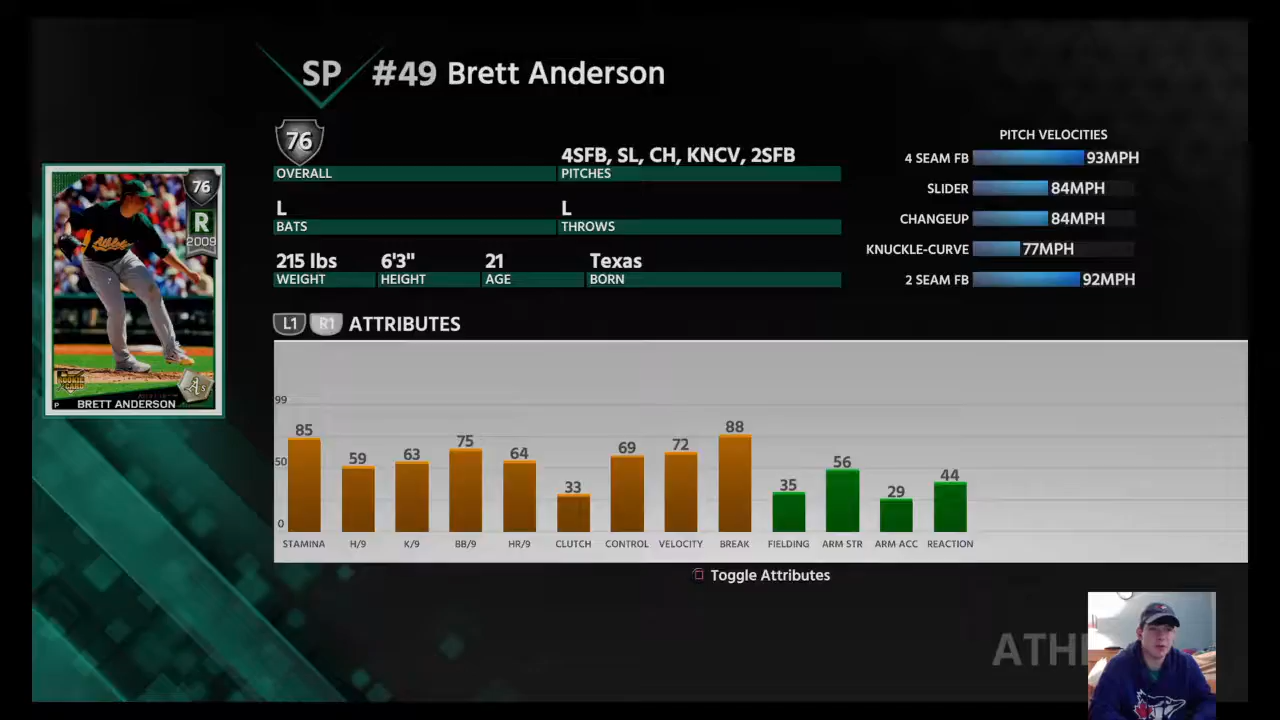 SP #49 Brett Anderson
76
OVERALL
4SFB, SL, CH, KNCV, 2SFB
PITCHES
L
BATS
L
THROWS
215 lbs
WEIGHT
6'3"
HEIGHT
21
AGE
Texas
BORN
PITCH VELOCITIES
4 SEAM FB 93MPH
SLIDER 84MPH
CHANGEUP 84MPH
KNUCKLE-CURVE 77MPH
2 SEAM FB 92MPH
76
R
2009
A's
P BRETT ANDERSON
L1 R1 ATTRIBUTES
99
50
0
85 59 63 75 64 33 69 72 88 35 56 29 44
STAMINA H/9 K/9 BB/9 HR/9 CLUTCH CONTROL VELOCITY BREAK FIELDING ARM STR ARM ACC REACTION
Toggle Attributes
ATH